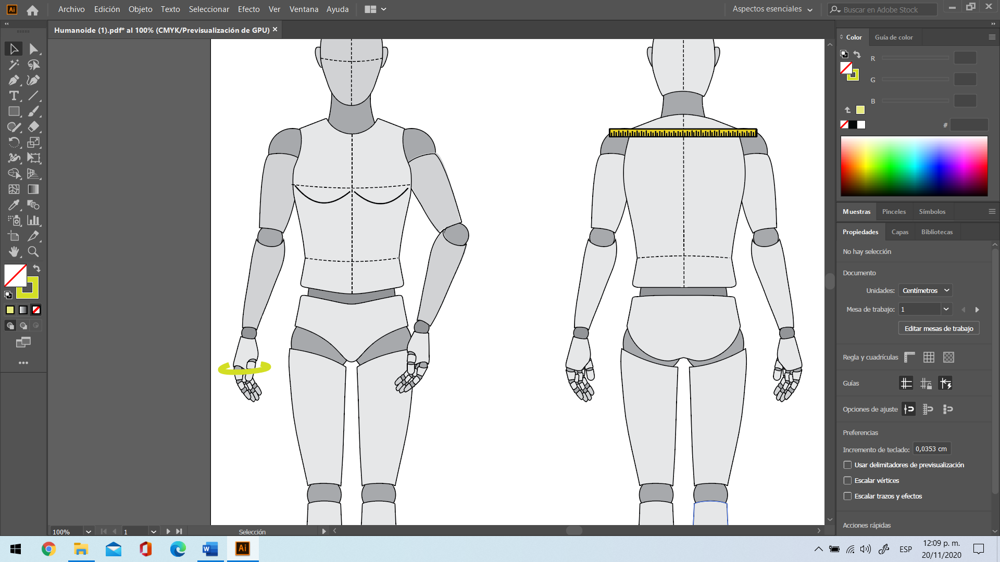 Ai
Archivo Edición Objeto Texto Seleccionar Efecto Ver Ventana Ayuda
Aspectos esenciales
Buscar en Adobe Stock
Humanoide (1).pdf* al 100% (CMYK/Previsualización de GPU)
Color Guía de color
R
G
B
#
Muestras Pinceles Símbolos
Propiedades Capas Bibliotecas
No hay selección
Documento
Unidades: Centímetros
Mesa de trabajo: 1
Editar mesas de trabajo
Regla y cuadrículas
Guías
Opciones de ajuste
Preferencias
Incremento de teclado: 0,0353 cm
Usar delimitadores de previsualización
Escalar vértices
Escalar trazos y efectos
Acciones rápidas
100% 1 Selección
Ai
ESP
12:09 p. m.
20/11/2020